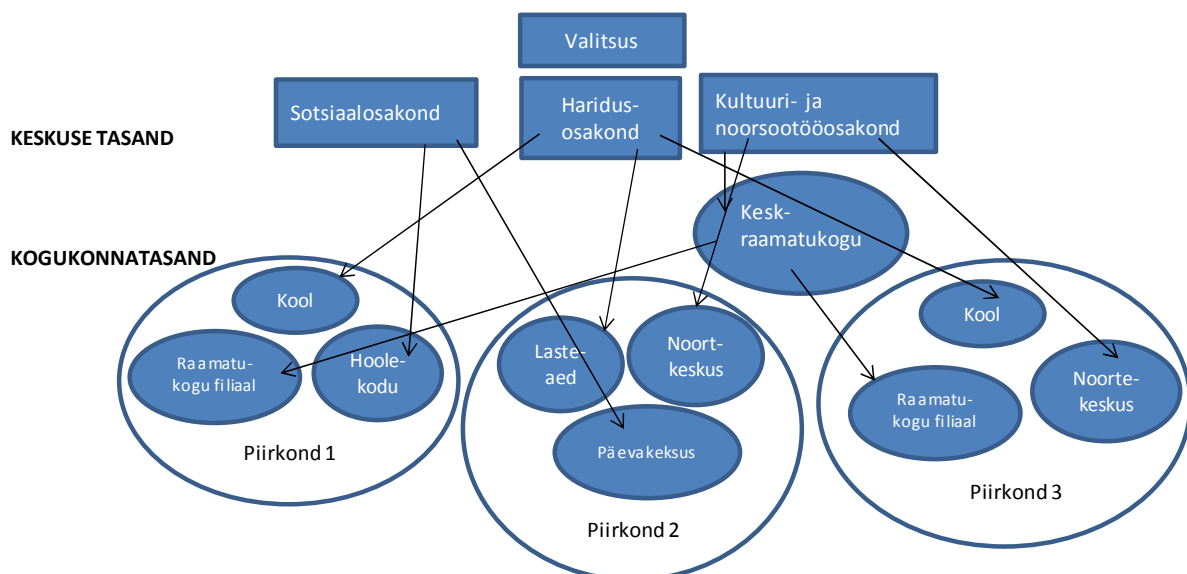 Valitsus
Sotsiaalosakond
Haridus-
osakond
Kultuuri- ja
noorsootööosakond
KESKUSE TASAND
Kesk-
raamatukogu
KOGUKONNATASAND
Kool
Raamatu-
kogu filiaal
Hoole-
kodu
Piirkond 1
Laste-
aed
Noort-
keskus
Päevakeksus
Piirkond 2
Kool
Raamatu-
kogu filiaal
Noorte-
keskus
Piirkond 3